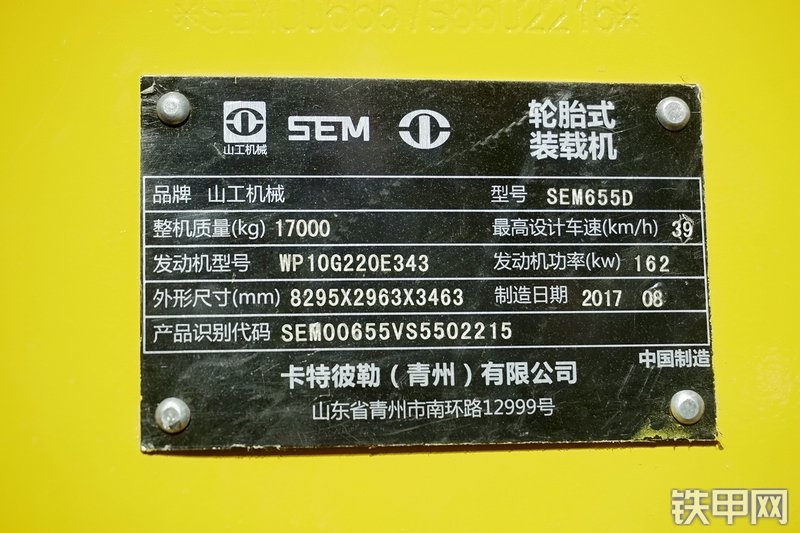 *SEM00655VS5502215*
山工机械 SEM 轮胎式
装载机
品牌 山工机械 型号 SEM655D
整机质量(kg) 17000 最高设计车速(km/h) 39
发动机型号 WP10G220E343 发动机功率(kw) 162
外形尺寸(mm) 8295X2963X3463 制造日期 2017 08
产品识别代码 SEM00655VS5502215
中国制造
卡特彼勒（青州）有限公司
山东省青州市南环路12999号
铁甲网